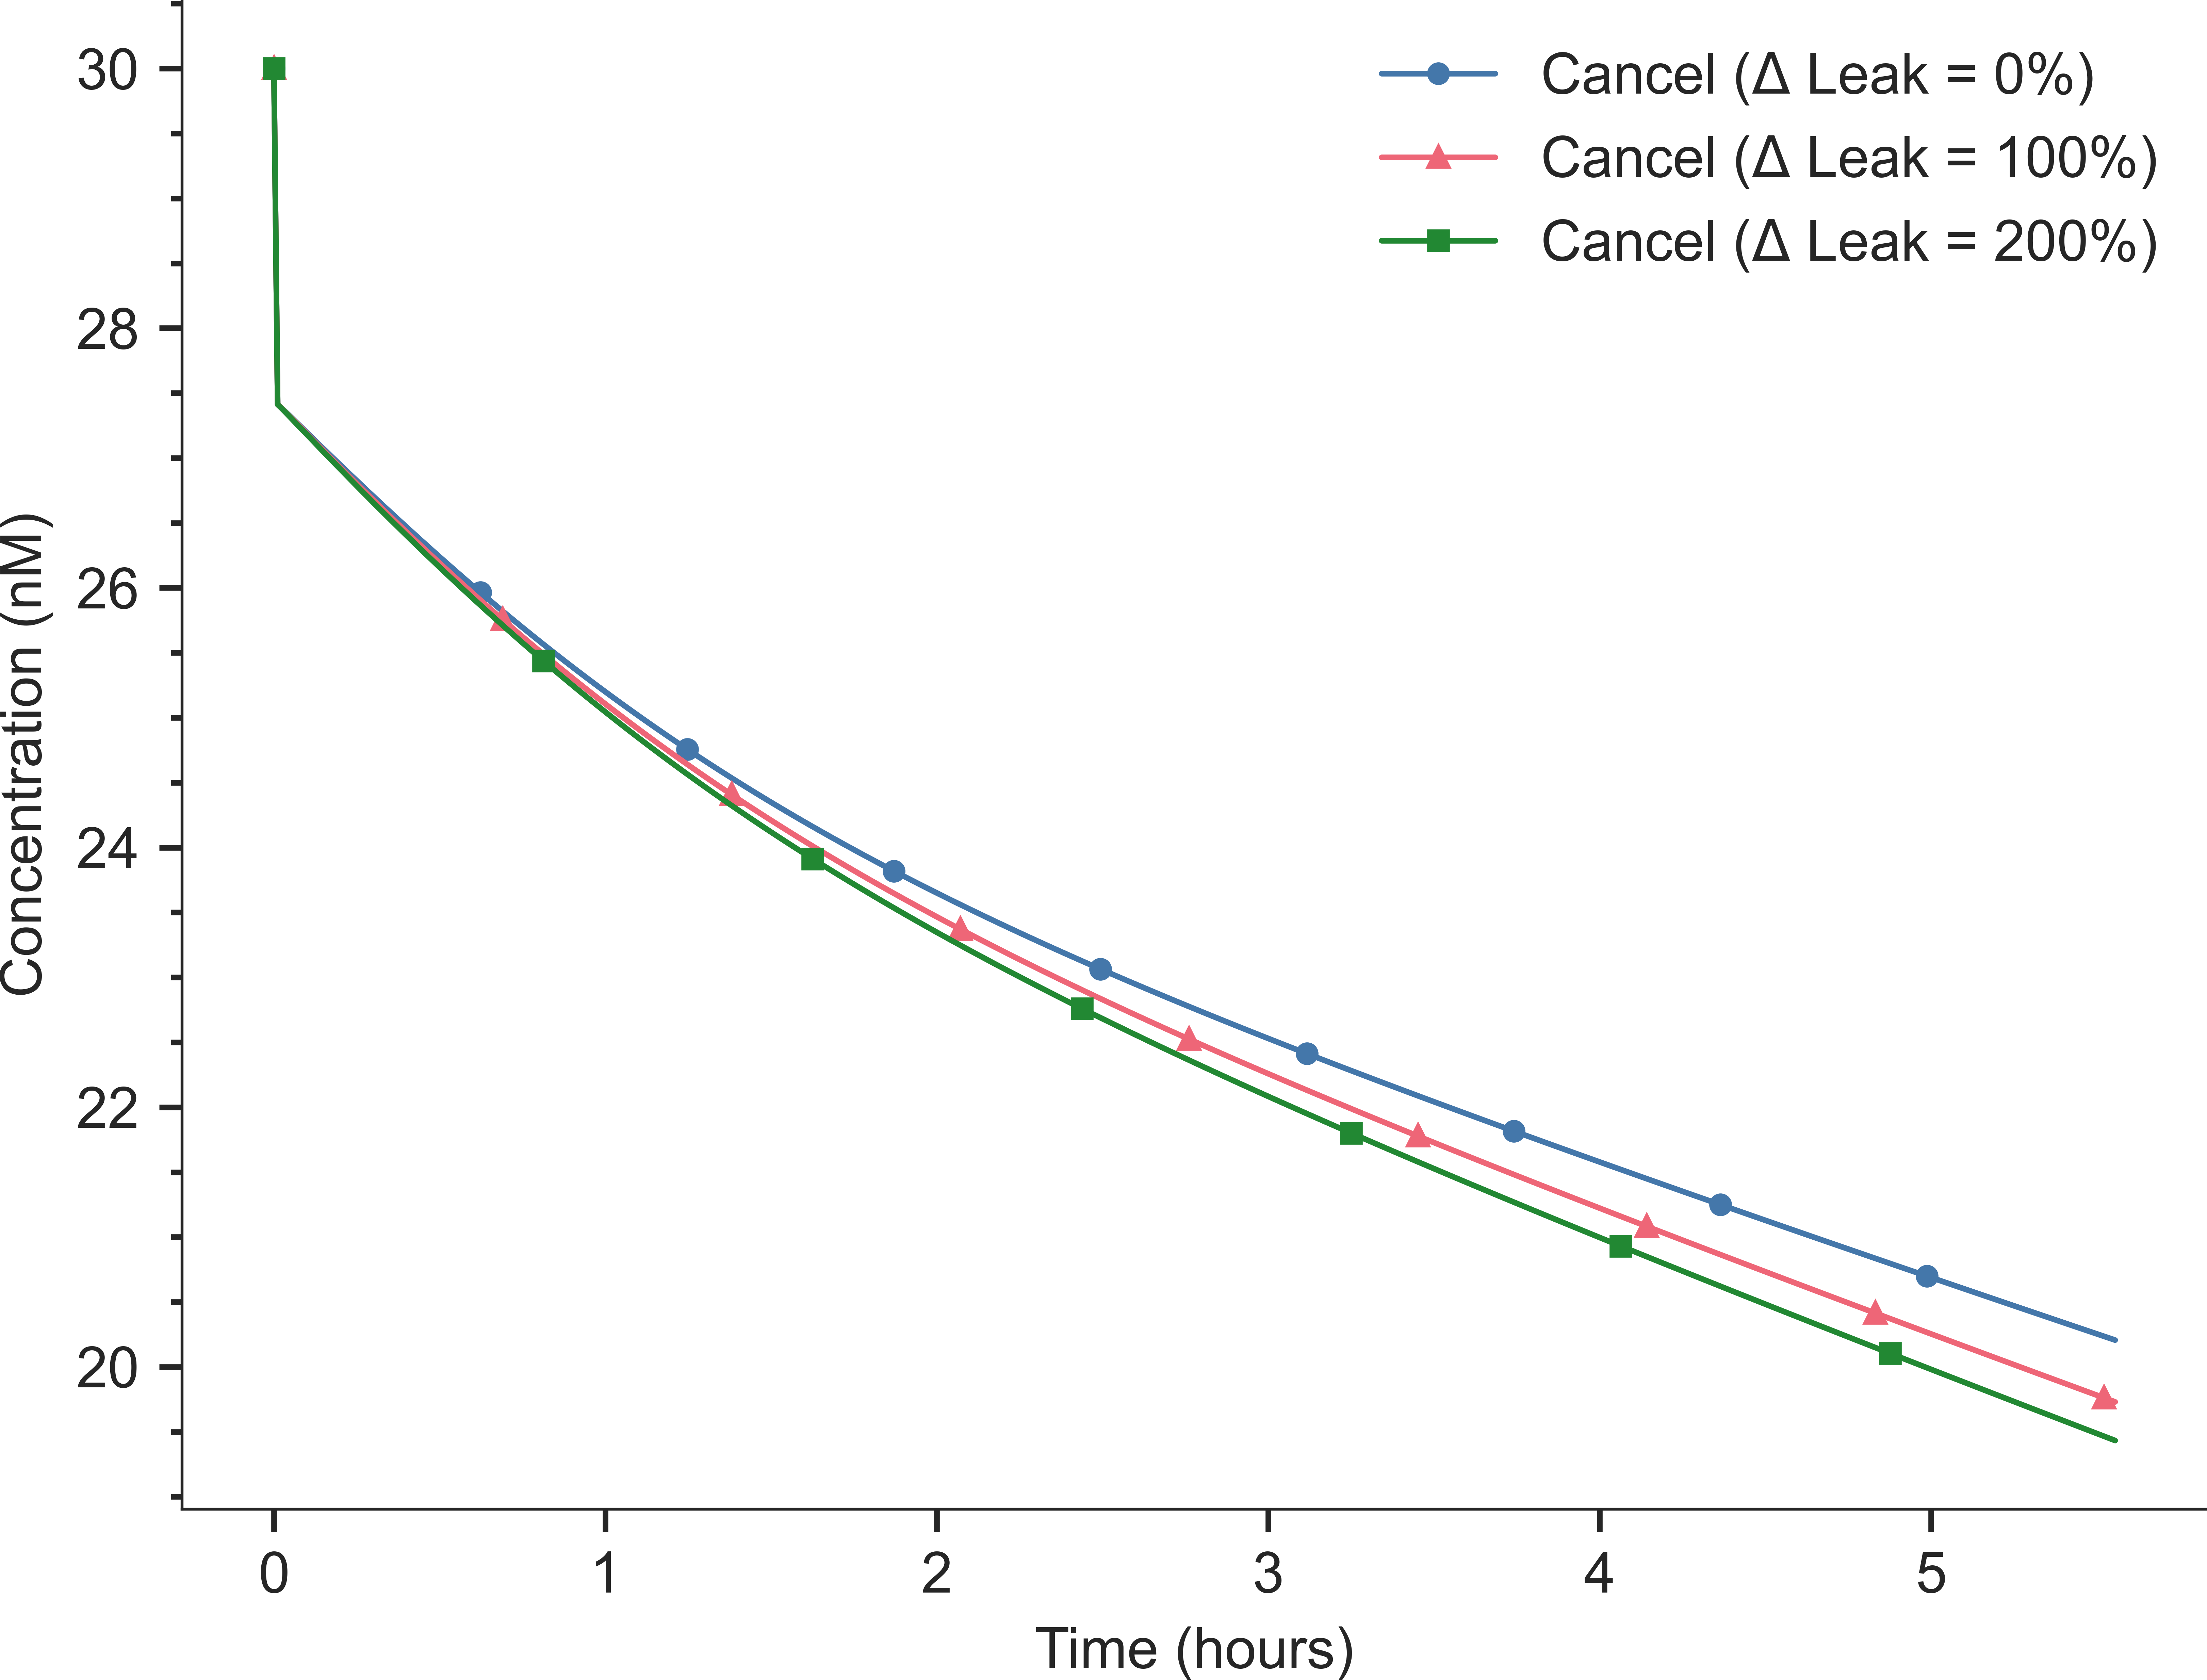 Cancel (Δ Leak = 0%)
Cancel (Δ Leak = 100%)
Cancel (Δ Leak = 200%)
Concentration (nM)
30
28
26
24
22
20
0 1 2 3 4 5
Time (hours)